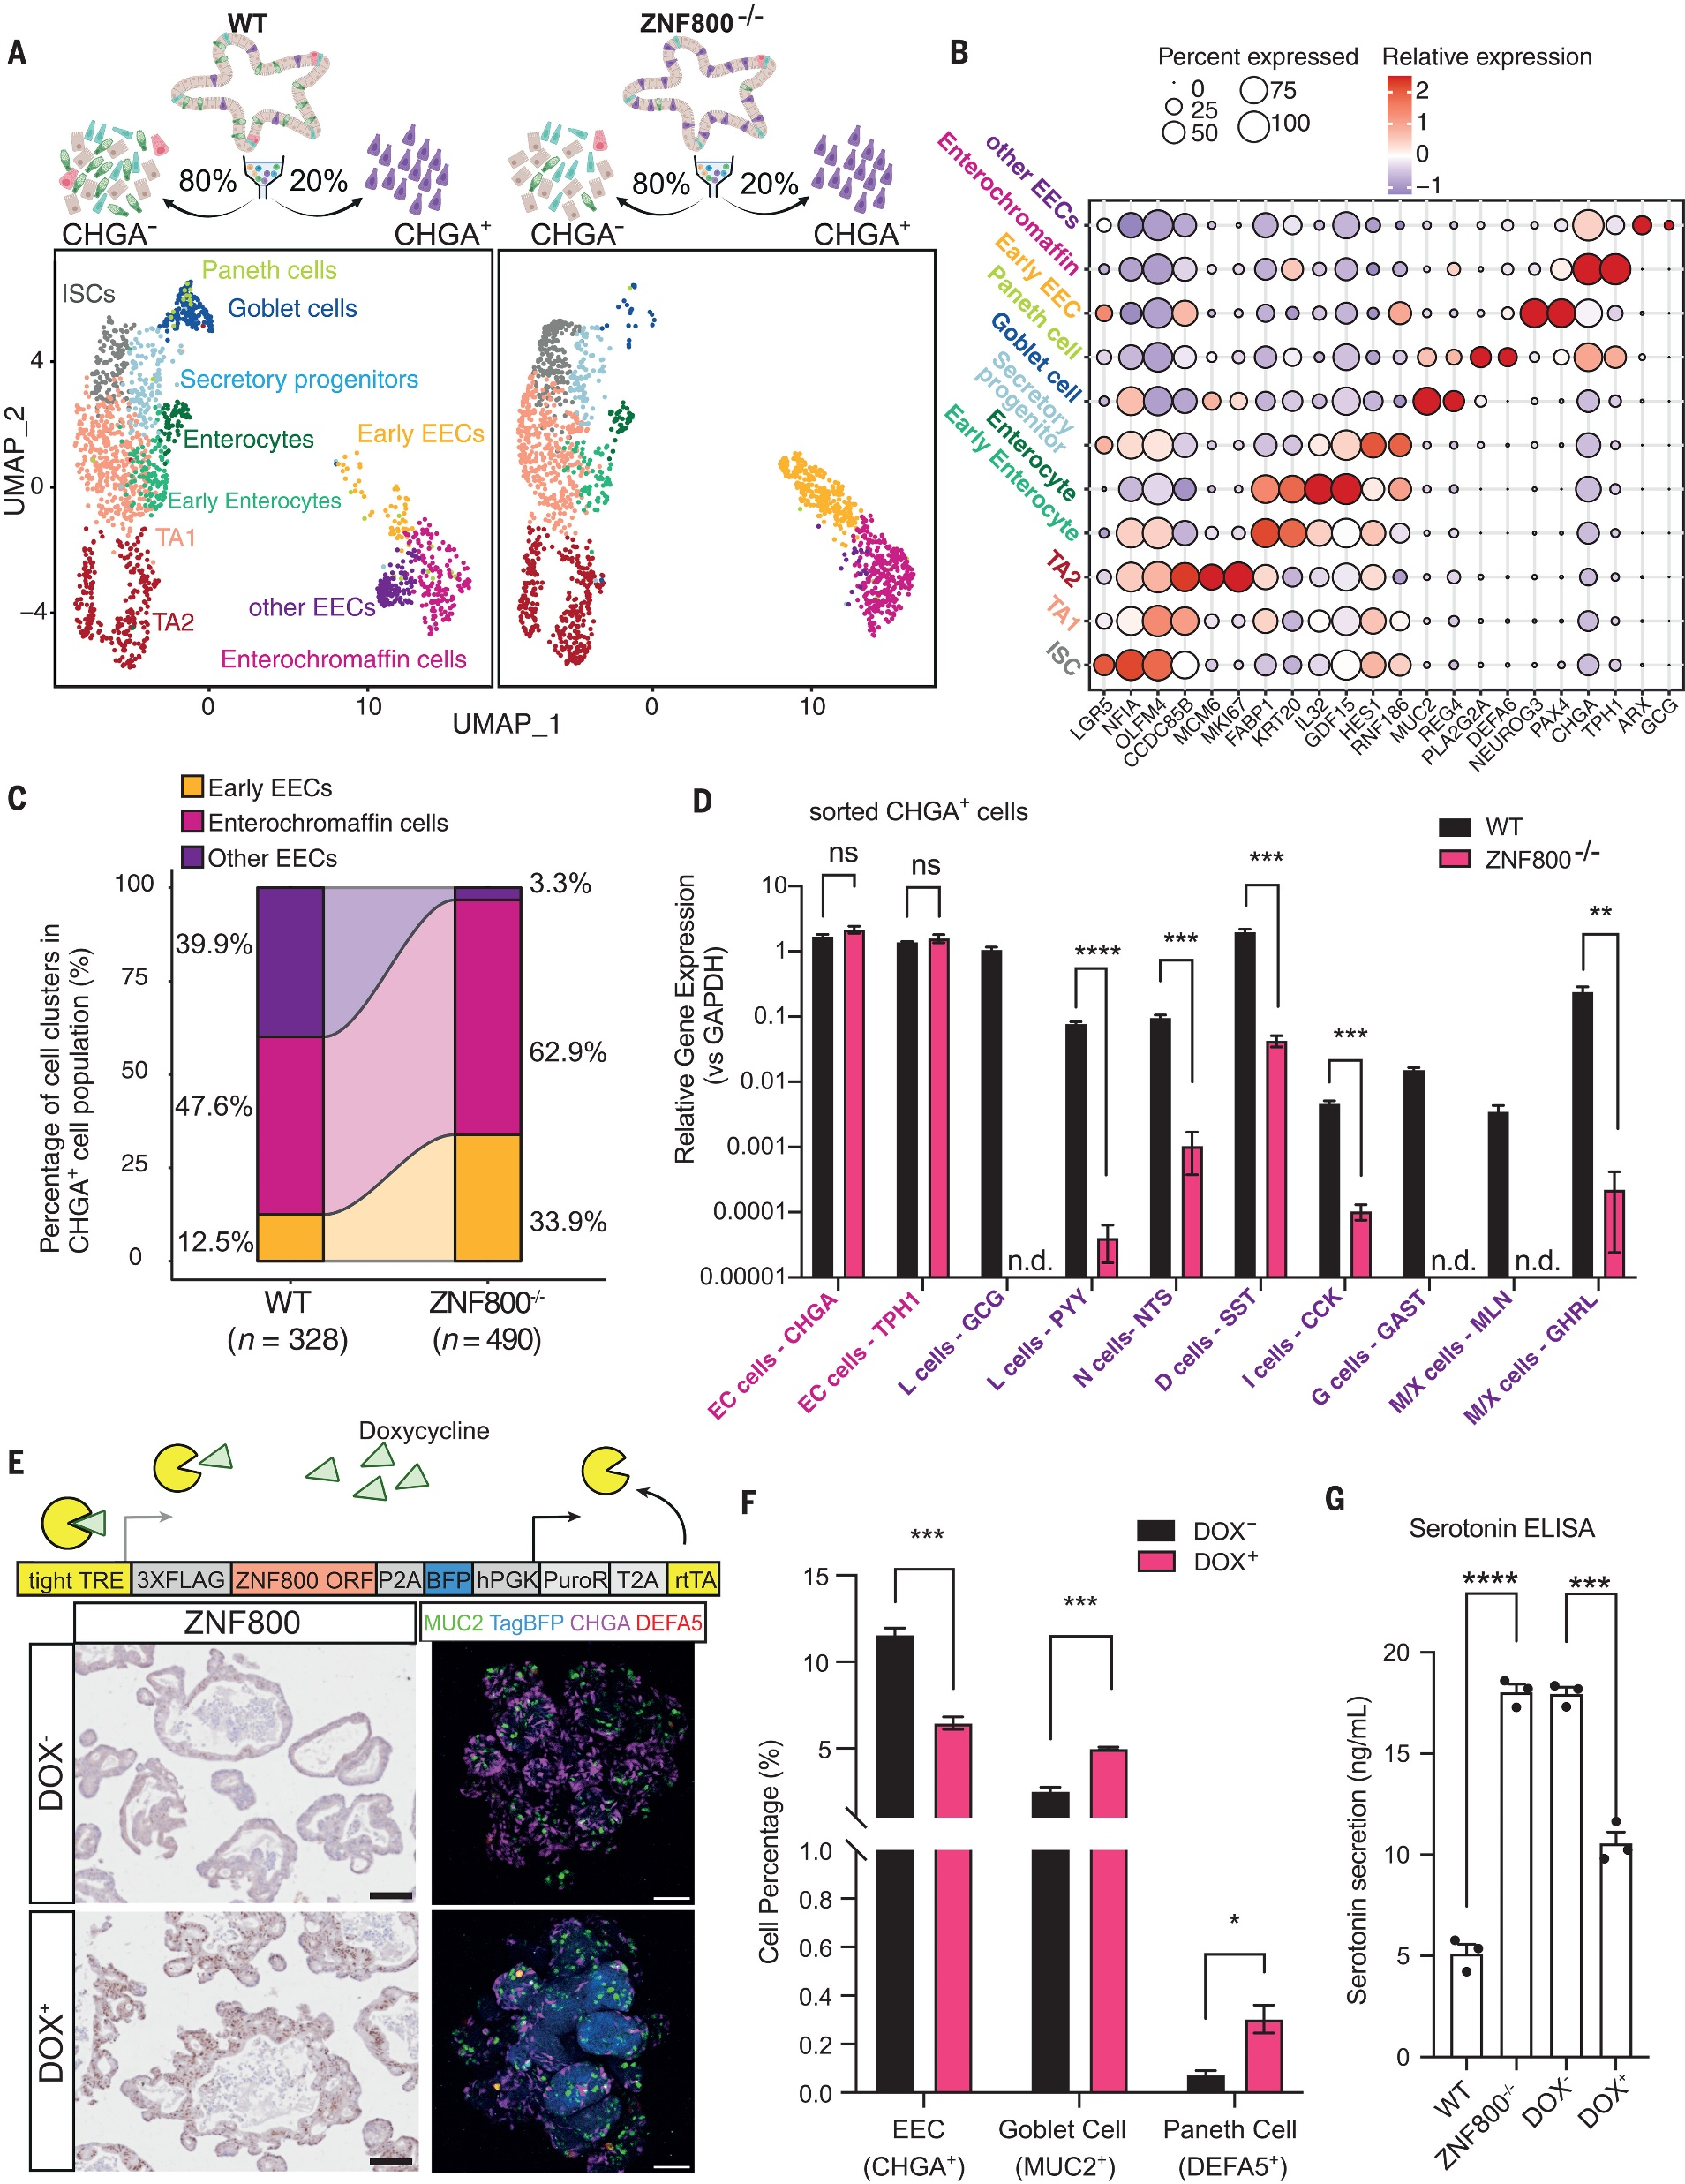 A
WT
ZNF800 -/-
80%
20%
80%
20%
CHGA-
CHGA+
CHGA-
CHGA+
Paneth cells
ISCs
Goblet cells
Secretory progenitors
Enterocytes
Early EECs
Early Enterocytes
TA1
other EECs
TA2
Enterochromaffin cells
UMAP_2
4
0
−4
0
10
0
10
UMAP_1
B
Percent expressed
0
25
50
75
100
Relative expression
2
1
0
−1
other EECs
Enterochromaffin
Early EEC
Paneth cell
Goblet cell
Secretory
progenitor
Enterocyte
Early Enterocyte
TA2
TA1
ISC
LGR5
NFIA
OLFM4
CCDC85B
MCM6
MKI67
FABP1
KRT20
IL32
GDF15
HES1
RNF186
MUC2
REG4
PLA2G2A
DEFA6
NEUROG3
PAX4
CHGA
TPH1
ARX
GCG
C
Early EECs
Enterochromaffin cells
Other EECs
Percentage of cell clusters in
CHGA+ cell population (%)
100
75
50
25
0
39.9%
47.6%
12.5%
3.3%
62.9%
33.9%
WT
(n = 328)
ZNF800-/-
(n = 490)
D
sorted CHGA+ cells
WT
ZNF800-/-
Relative Gene Expression
(vs GAPDH)
10
1
0.1
0.01
0.001
0.0001
0.00001
ns
ns
****
***
***
***
**
n.d.
n.d.
n.d.
EC cells - CHGA
EC cells - TPH1
L cells - GCG
L cells - PYY
N cells- NTS
D cells - SST
I cells - CCK
G cells - GAST
M/X cells - MLN
M/X cells - GHRL
E
Doxycycline
tight TRE 3XFLAG ZNF800 ORF P2A BFP hPGK PuroR T2A rtTA
ZNF800
MUC2 TagBFP CHGA DEFA5
DOX-
DOX+
F
DOX-
DOX+
Cell Percentage (%)
15
10
5
1.0
0.8
0.6
0.4
0.2
0.0
***
***
*
EEC
(CHGA+)
Goblet Cell
(MUC2+)
Paneth Cell
(DEFA5+)
G
Serotonin ELISA
****
***
Serotonin secretion (ng/mL)
20
15
10
5
0
WT
ZNF800-/-
DOX-
DOX+